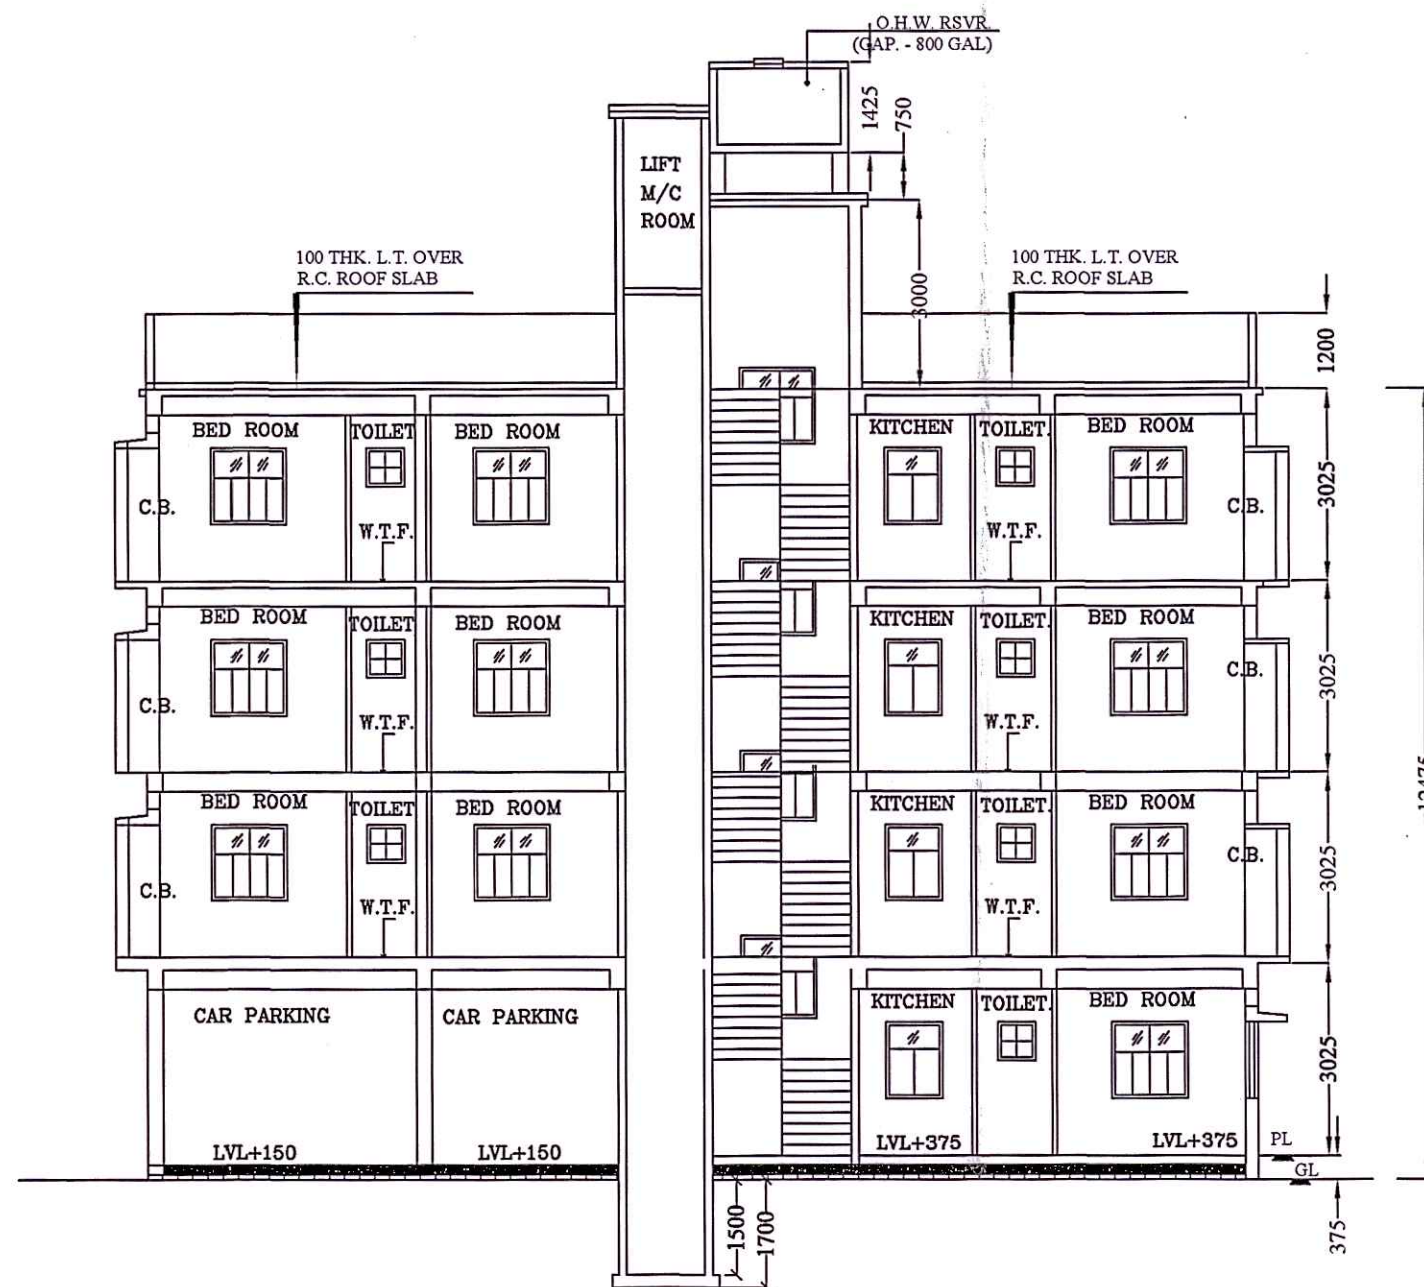 O.H.W. RSVR.
(GAP. - 800 GAL)
1425
750
LIFT
M/C
ROOM
100 THK. L.T. OVER
R.C. ROOF SLAB
100 THK. L.T. OVER
R.C. ROOF SLAB
3000
1200
BED ROOM TOILET BED ROOM KITCHEN TOILET. BED ROOM
3025
C.B. W.T.F. W.T.F. C.B.
BED ROOM TOILET BED ROOM KITCHEN TOILET. BED ROOM
3025
C.B. W.T.F. W.T.F. C.B.
12475
BED ROOM TOILET BED ROOM KITCHEN TOILET. BED ROOM
3025
C.B. W.T.F. W.T.F. C.B.
CAR PARKING CAR PARKING KITCHEN TOILET. BED ROOM
3025
LVL+150 LVL+150 LVL+375 LVL+375 PL
GL
1500
1700
375